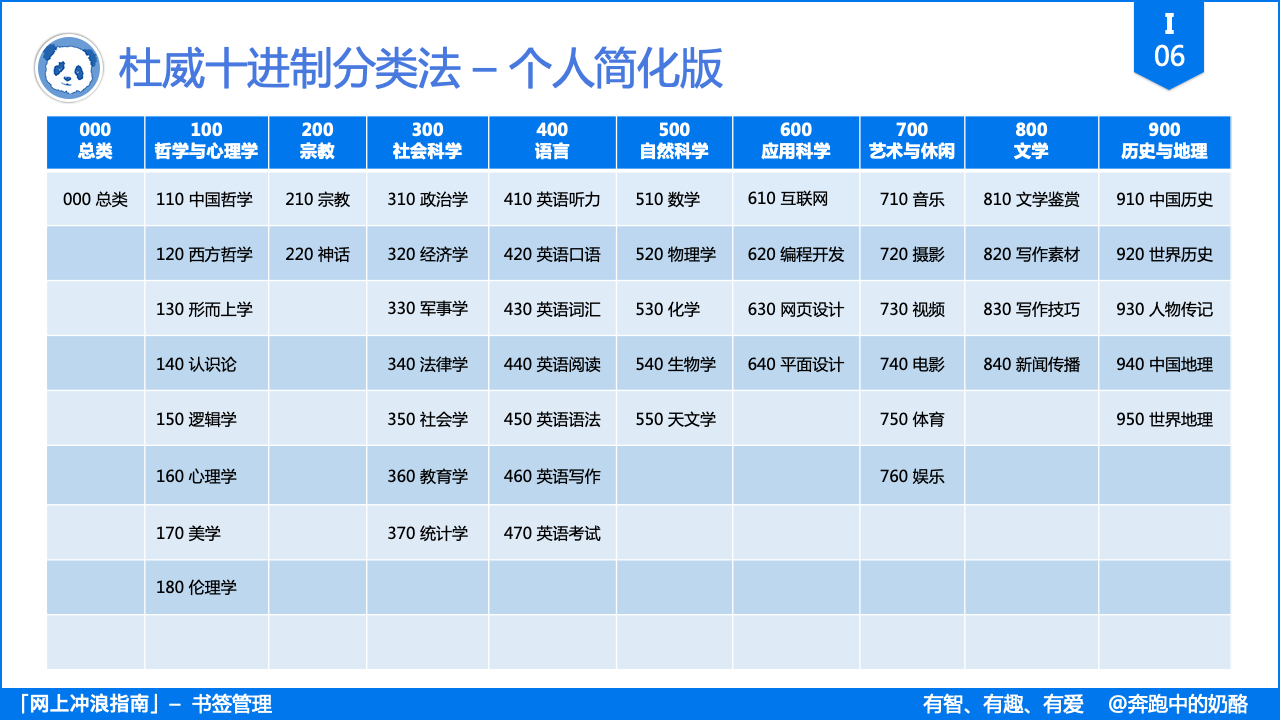 I
06
杜威十进制分类法 – 个人简化版
000 100 200 300 400 500 600 700 800 900
总类 哲学与心理学 宗教 社会科学 语言 自然科学 应用科学 艺术与休闲 文学 历史与地理
000 总类 110 中国哲学 210 宗教 310 政治学 410 英语听力 510 数学 610 互联网 710 音乐 810 文学鉴赏 910 中国历史
120 西方哲学 220 神话 320 经济学 420 英语口语 520 物理学 620 编程开发 720 摄影 820 写作素材 920 世界历史
130 形而上学 330 军事学 430 英语词汇 530 化学 630 网页设计 730 视频 830 写作技巧 930 人物传记
140 认识论 340 法律学 440 英语阅读 540 生物学 640 平面设计 740 电影 840 新闻传播 940 中国地理
150 逻辑学 350 社会学 450 英语语法 550 天文学 750 体育 950 世界地理
160 心理学 360 教育学 460 英语写作 760 娱乐
170 美学 370 统计学 470 英语考试
180 伦理学
「网上冲浪指南」– 书签管理 有智、有趣、有爱 @奔跑中的奶酪